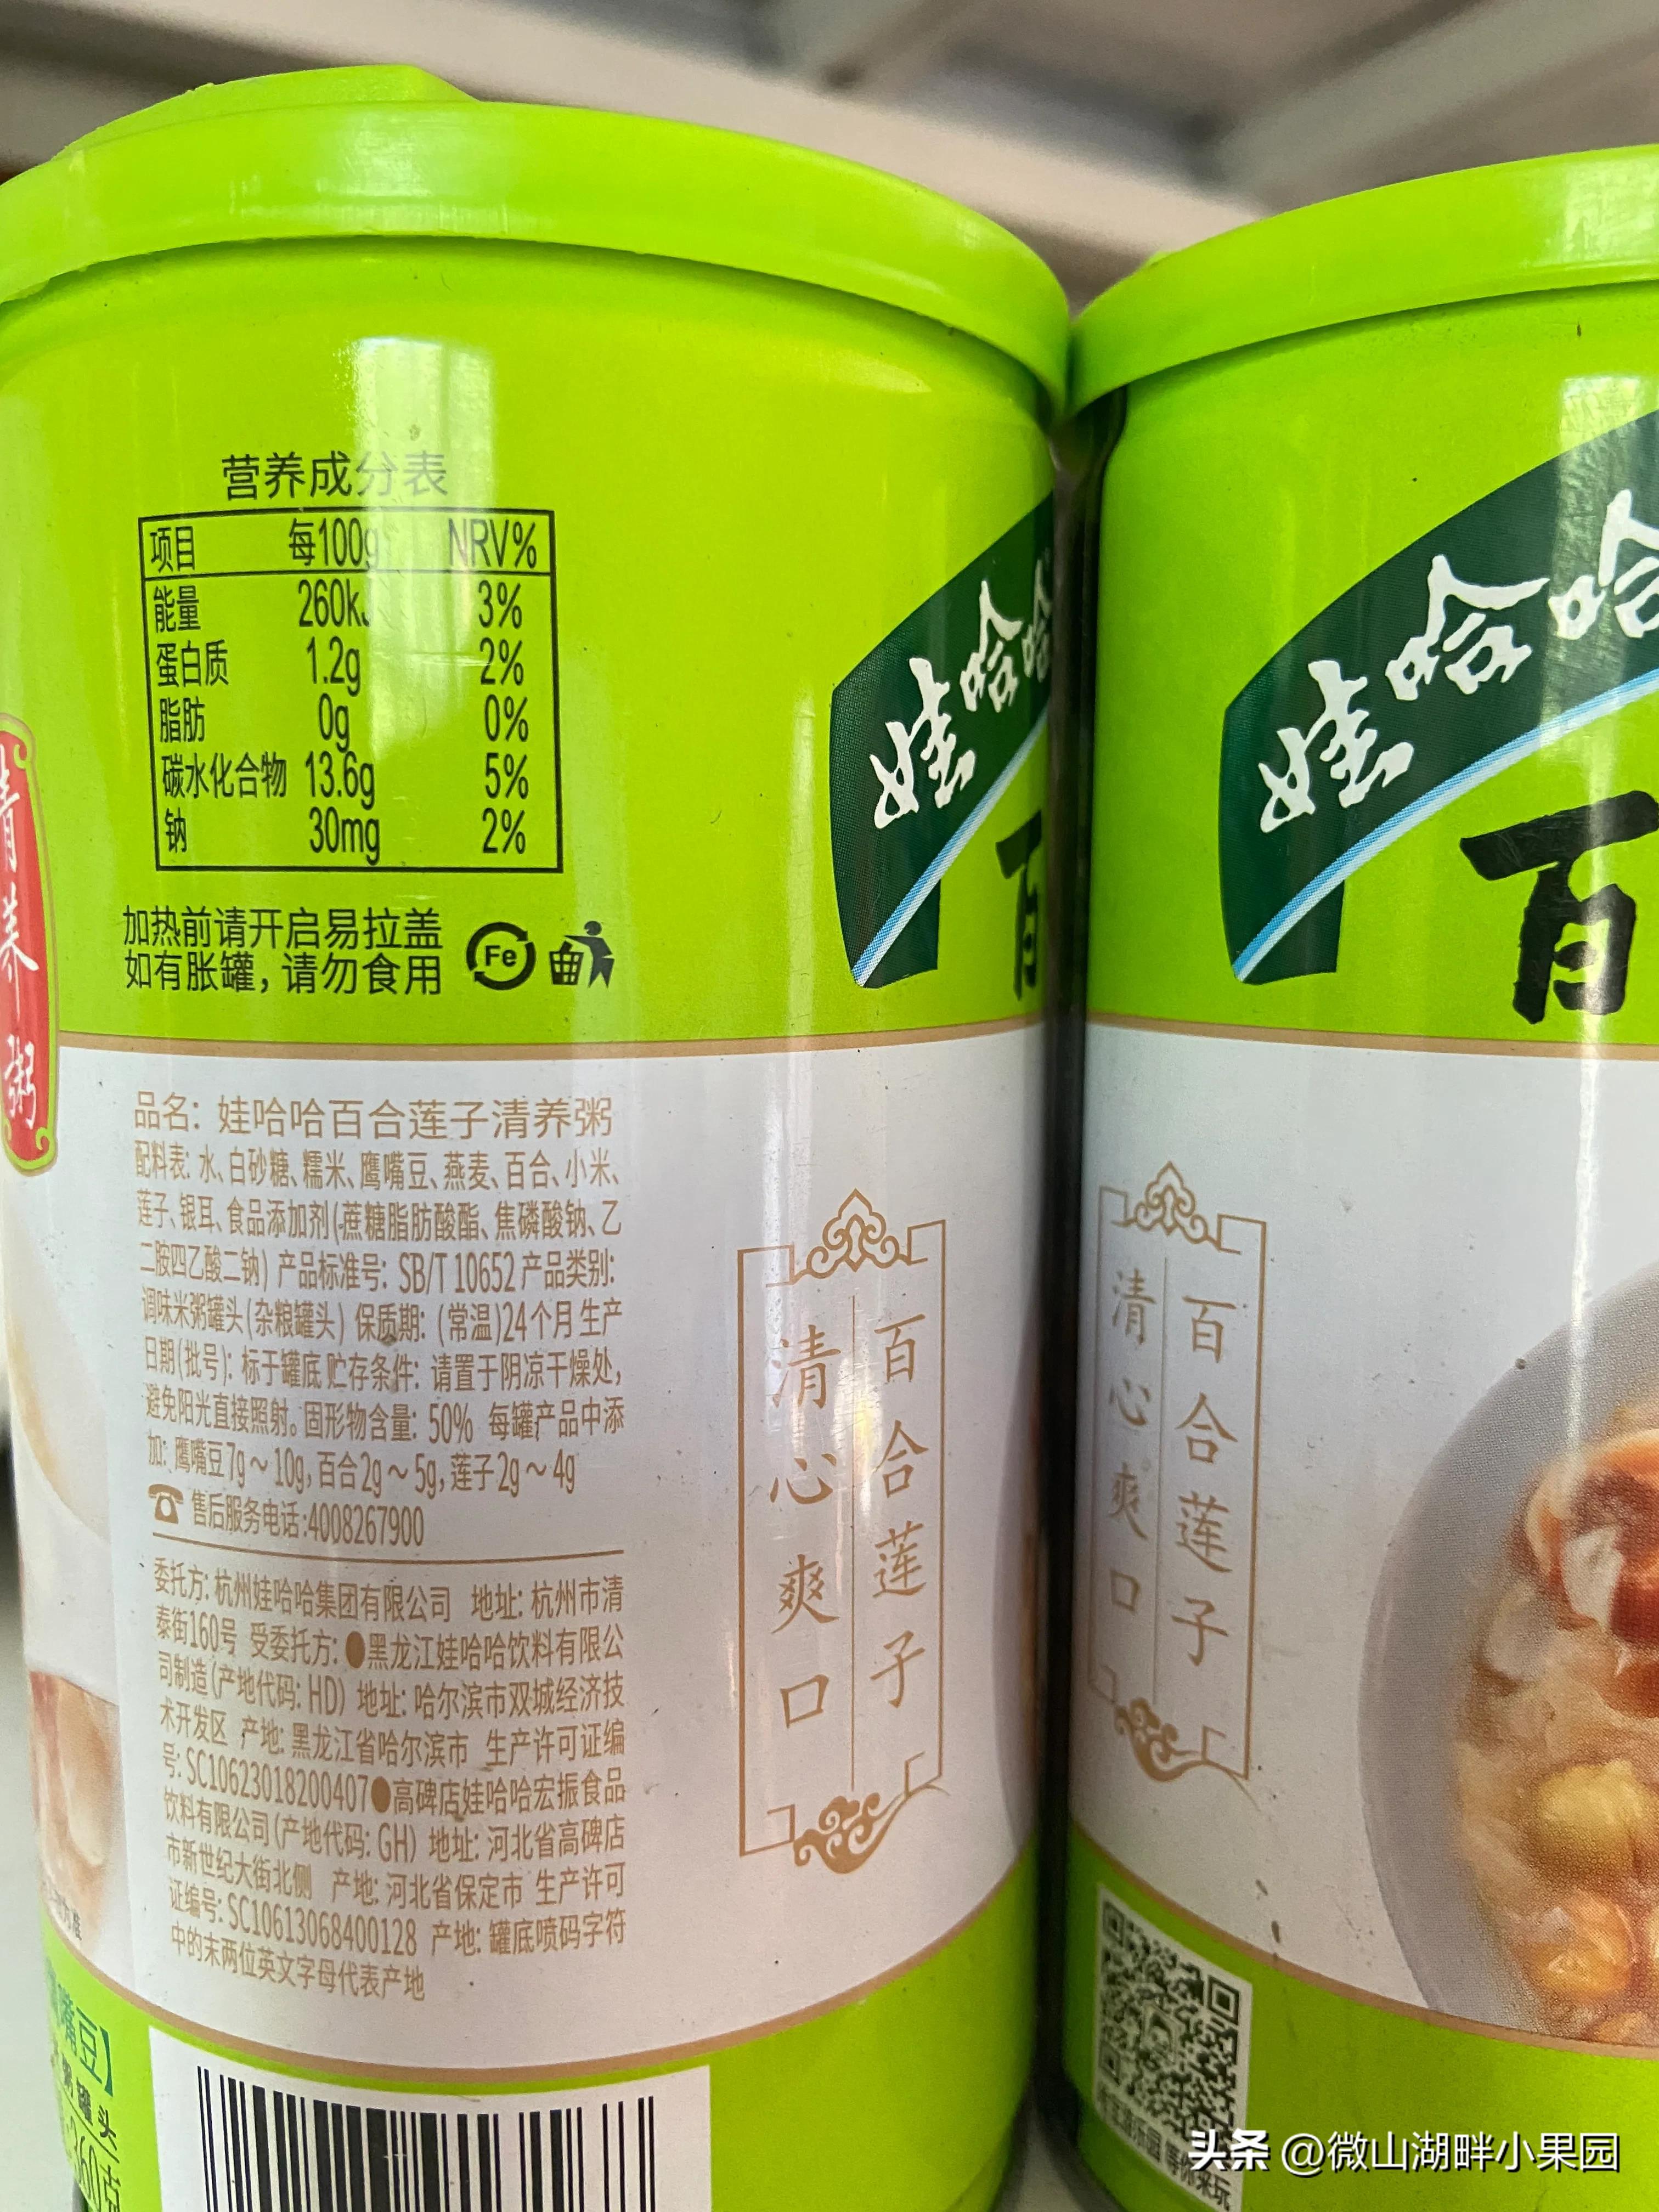 营养成分表
项目 每100g NRV%
能量 260kJ 3%
蛋白质 1.2g 2%
脂肪 0g 0%
碳水化合物 13.6g 5%
钠 30mg 2%
加热前请开启易拉盖
如有胀罐，请勿食用
Fe
清养粥
品名：娃哈哈百合莲子清养粥
配料表：水、白砂糖、糯米、鹰嘴豆、燕麦、百合、小米、
莲子、银耳、食品添加剂(蔗糖脂肪酸酯、焦磷酸钠、乙
二胺四乙酸二钠) 产品标准号：SB/T 10652 产品类别：
调味米粥罐头(杂粮罐头) 保质期：(常温)24个月 生产
日期(批号)：标于罐底 贮存条件：请置于阴凉干燥处，
避免阳光直接照射。固形物含量：50% 每罐产品中添
加：鹰嘴豆7g～10g，百合2g～5g，莲子2g～4g
售后服务电话：4008267900
委托方：杭州娃哈哈集团有限公司 地址：杭州市清
泰街160号 受委托方：●黑龙江娃哈哈饮料有限公
司制造(产地代码：HD) 地址：哈尔滨市双城经济技
术开发区 产地：黑龙江省哈尔滨市 生产许可证编
号：SC10623018200407●高碑店娃哈哈宏振食品
饮料有限公司(产地代码：GH) 地址：河北省高碑店
市新世纪大街北侧 产地：河北省保定市 生产许可
证编号：SC10613068400128 产地：罐底喷码字符
中的末两位英文字母代表产地
嘴豆】
粥罐头
360克
娃哈哈
百
百合莲子
清心爽口
娃哈哈
百
百合莲子
清心爽口
等你来玩
头条 @微山湖畔小果园